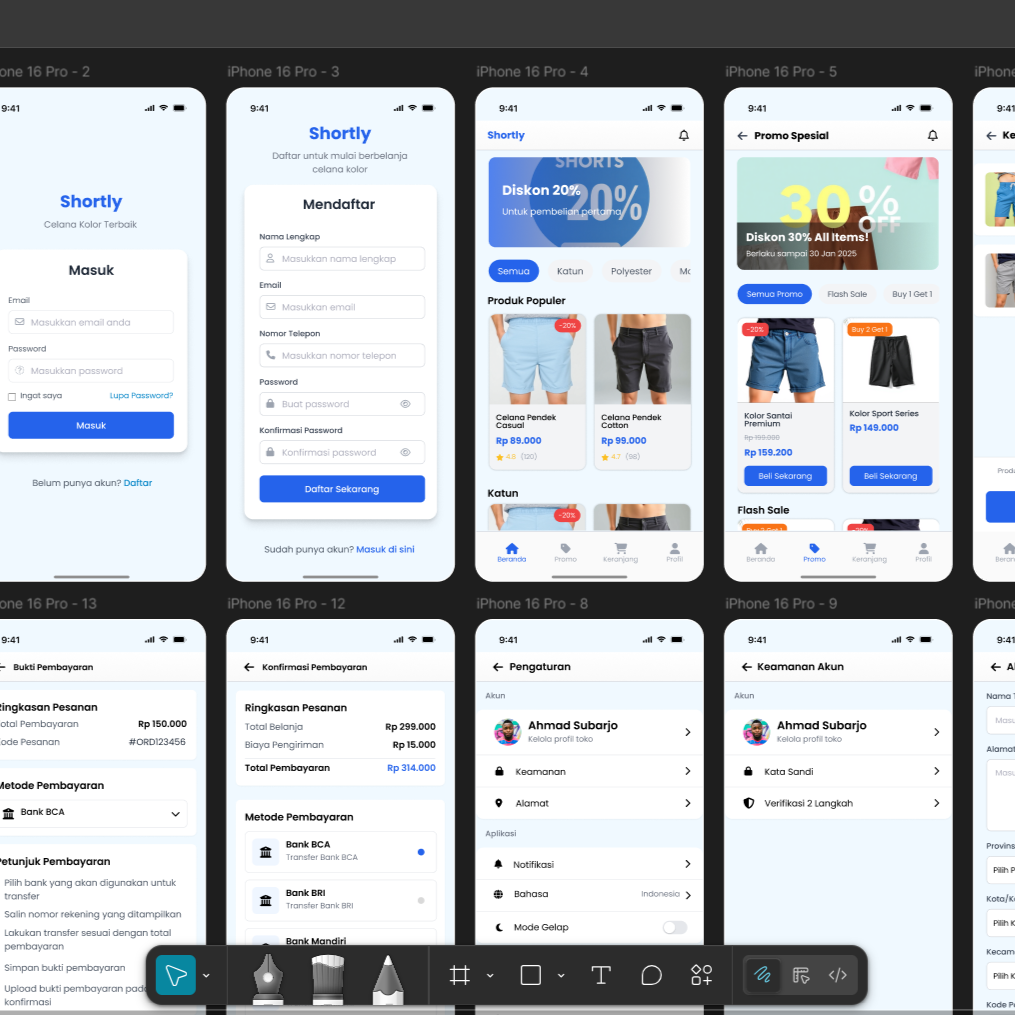 one 16 Pro - 2
9:41
Shortly
Celana Kolor Terbaik
Masuk
Email
Masukkan email anda
Password
Masukkan password
Ingat saya
Lupa Password?
Masuk
Belum punya akun? Daftar
iPhone 16 Pro - 3
9:41
Shortly
Daftar untuk mulai berbelanja
celana kolor
Mendaftar
Nama Lengkap
Masukkan nama lengkap
Email
Masukkan email
Nomor Telepon
Masukkan nomor telepon
Password
Buat password
Konfirmasi Password
Konfirmasi password
Daftar Sekarang
Sudah punya akun? Masuk di sini
iPhone 16 Pro - 4
9:41
Shortly
SHORTS
20%
Diskon 20%
Untuk pembelian pertama
Semua
Katun
Polyester
Mo
Produk Populer
-20%
Celana Pendek
Casual
Rp 89.000
4.8 (120)
Celana Pendek
Cotton
Rp 99.000
4.7 (98)
Katun
-20%
Beranda
Promo
Keranjang
Profil
iPhone 16 Pro - 5
9:41
Promo Spesial
30%
OFF
Diskon 30% All Items!
Berlaku sampai 30 Jan 2025
Semua Promo
Flash Sale
Buy 1 Get 1
-20%
Kolor Santai
Premium
Rp 199.000
Rp 159.200
Beli Sekarang
Buy 2 Get 1
Kolor Sport Series
Rp 149.000
Beli Sekarang
Flash Sale
Buy 2 Get 1
-20%
Beranda
Promo
Keranjang
Profil
iPhone
9:41
Ke
Produ
Beran
one 16 Pro - 13
9:41
Bukti Pembayaran
Ringkasan Pesanan
Total Pembayaran
Rp 150.000
Kode Pesanan
#ORD123456
Metode Pembayaran
Bank BCA
Petunjuk Pembayaran
Pilih bank yang akan digunakan untuk
transfer
Salin nomor rekening yang ditampilkan
Lakukan transfer sesuai dengan total
pembayaran
Simpan bukti pembayaran
Upload bukti pembayaran pada
konfirmasi
iPhone 16 Pro - 12
9:41
Konfirmasi Pembayaran
Ringkasan Pesanan
Total Belanja
Rp 299.000
Biaya Pengiriman
Rp 15.000
Total Pembayaran
Rp 314.000
Metode Pembayaran
Bank BCA
Transfer Bank BCA
Bank BRI
Transfer Bank BRI
Bank Mandiri
iPhone 16 Pro - 8
9:41
Pengaturan
Akun
Ahmad Subarjo
Kelola profil toko
Keamanan
Alamat
Aplikasi
Notifikasi
Bahasa
Indonesia
Mode Gelap
iPhone 16 Pro - 9
9:41
Keamanan Akun
Akun
Ahmad Subarjo
Kelola profil toko
Kata Sandi
Verifikasi 2 Langkah
iPhone
9:41
Al
Nama T
Masu
Alamat
Masu
Provins
Pilih P
Kota/K
Pilih K
Kecam
Pilih K
Kode Po